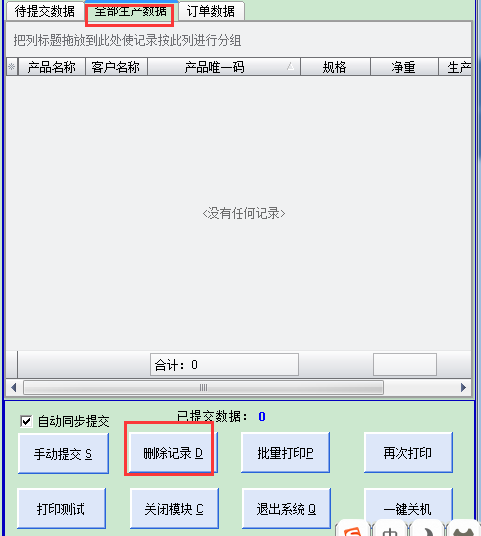 待提交数据 全部生产数据 订单数据
把列标题拖放到此处使记录按此列进行分组
产品名称 客户名称 产品唯一码 规格 净重 生产
<没有任何记录>
合计: 0
自动同步提交 已提交数据: 0
手动提交 S 删除记录 D 批量打印P 再次打印
打印测试 关闭模块 C 退出系统 Q 一键关机
中